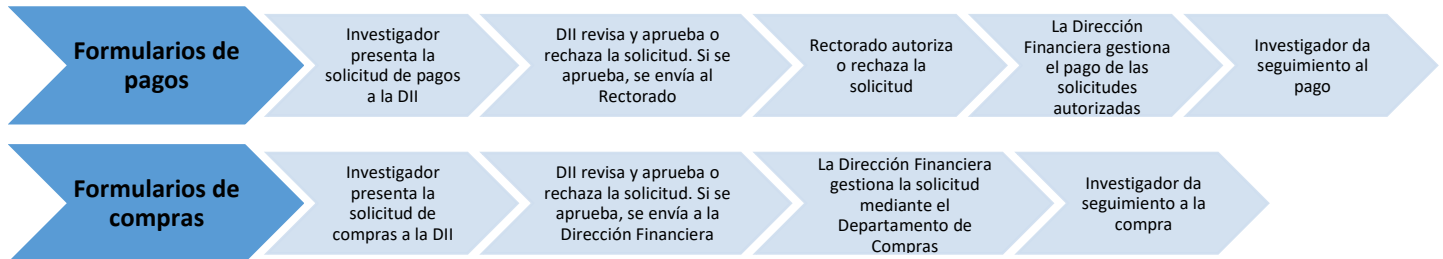 Formularios de
pagos
Investigador
presenta la
solicitud de pagos
a la DII
DII revisa y aprueba o
rechaza la solicitud. Si se
aprueba, se envía al
Rectorado
Rectorado autoriza
o rechaza la
solicitud
La Dirección
Financiera gestiona
el pago de las
solicitudes
autorizadas
Investigador da
seguimiento al
pago
Formularios de
compras
Investigador
presenta la
solicitud de
compras a la DII
DII revisa y aprueba o
rechaza la solicitud. Si se
aprueba, se envía a la
Dirección Financiera
La Dirección Financiera
gestiona la solicitud
mediante el
Departamento de
Compras
Investigador da
seguimiento a la
compra